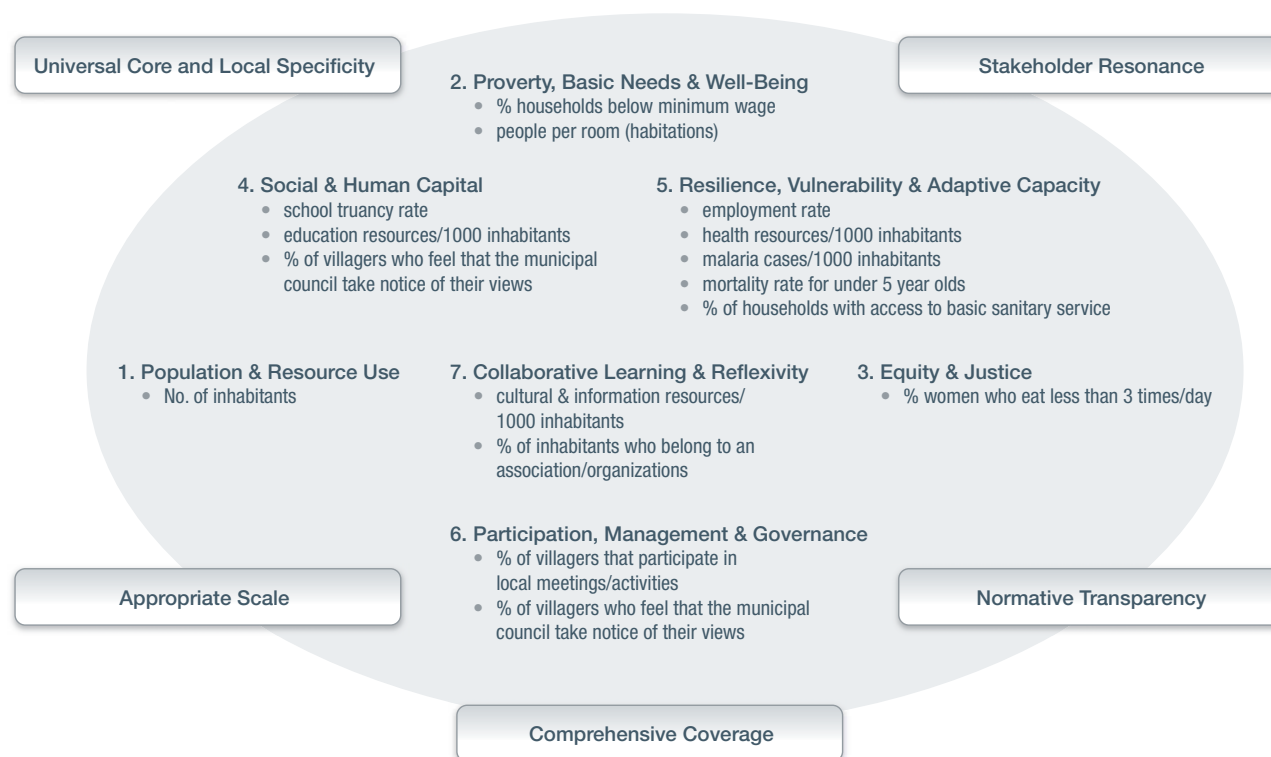 Universal Core and Local Specificity
Stakeholder Resonance
2. Proverty, Basic Needs & Well-Being
• % households below minimum wage
• people per room (habitations)
4. Social & Human Capital
• school truancy rate
• education resources/1000 inhabitants
• % of villagers who feel that the municipal
council take notice of their views
5. Resilience, Vulnerability & Adaptive Capacity
• employment rate
• health resources/1000 inhabitants
• malaria cases/1000 inhabitants
• mortality rate for under 5 year olds
• % of households with access to basic sanitary service
1. Population & Resource Use
• No. of inhabitants
7. Collaborative Learning & Reflexivity
• cultural & information resources/
1000 inhabitants
• % of inhabitants who belong to an
association/organizations
3. Equity & Justice
• % women who eat less than 3 times/day
6. Participation, Management & Governance
• % of villagers that participate in
local meetings/activities
• % of villagers who feel that the municipal
council take notice of their views
Appropriate Scale
Normative Transparency
Comprehensive Coverage